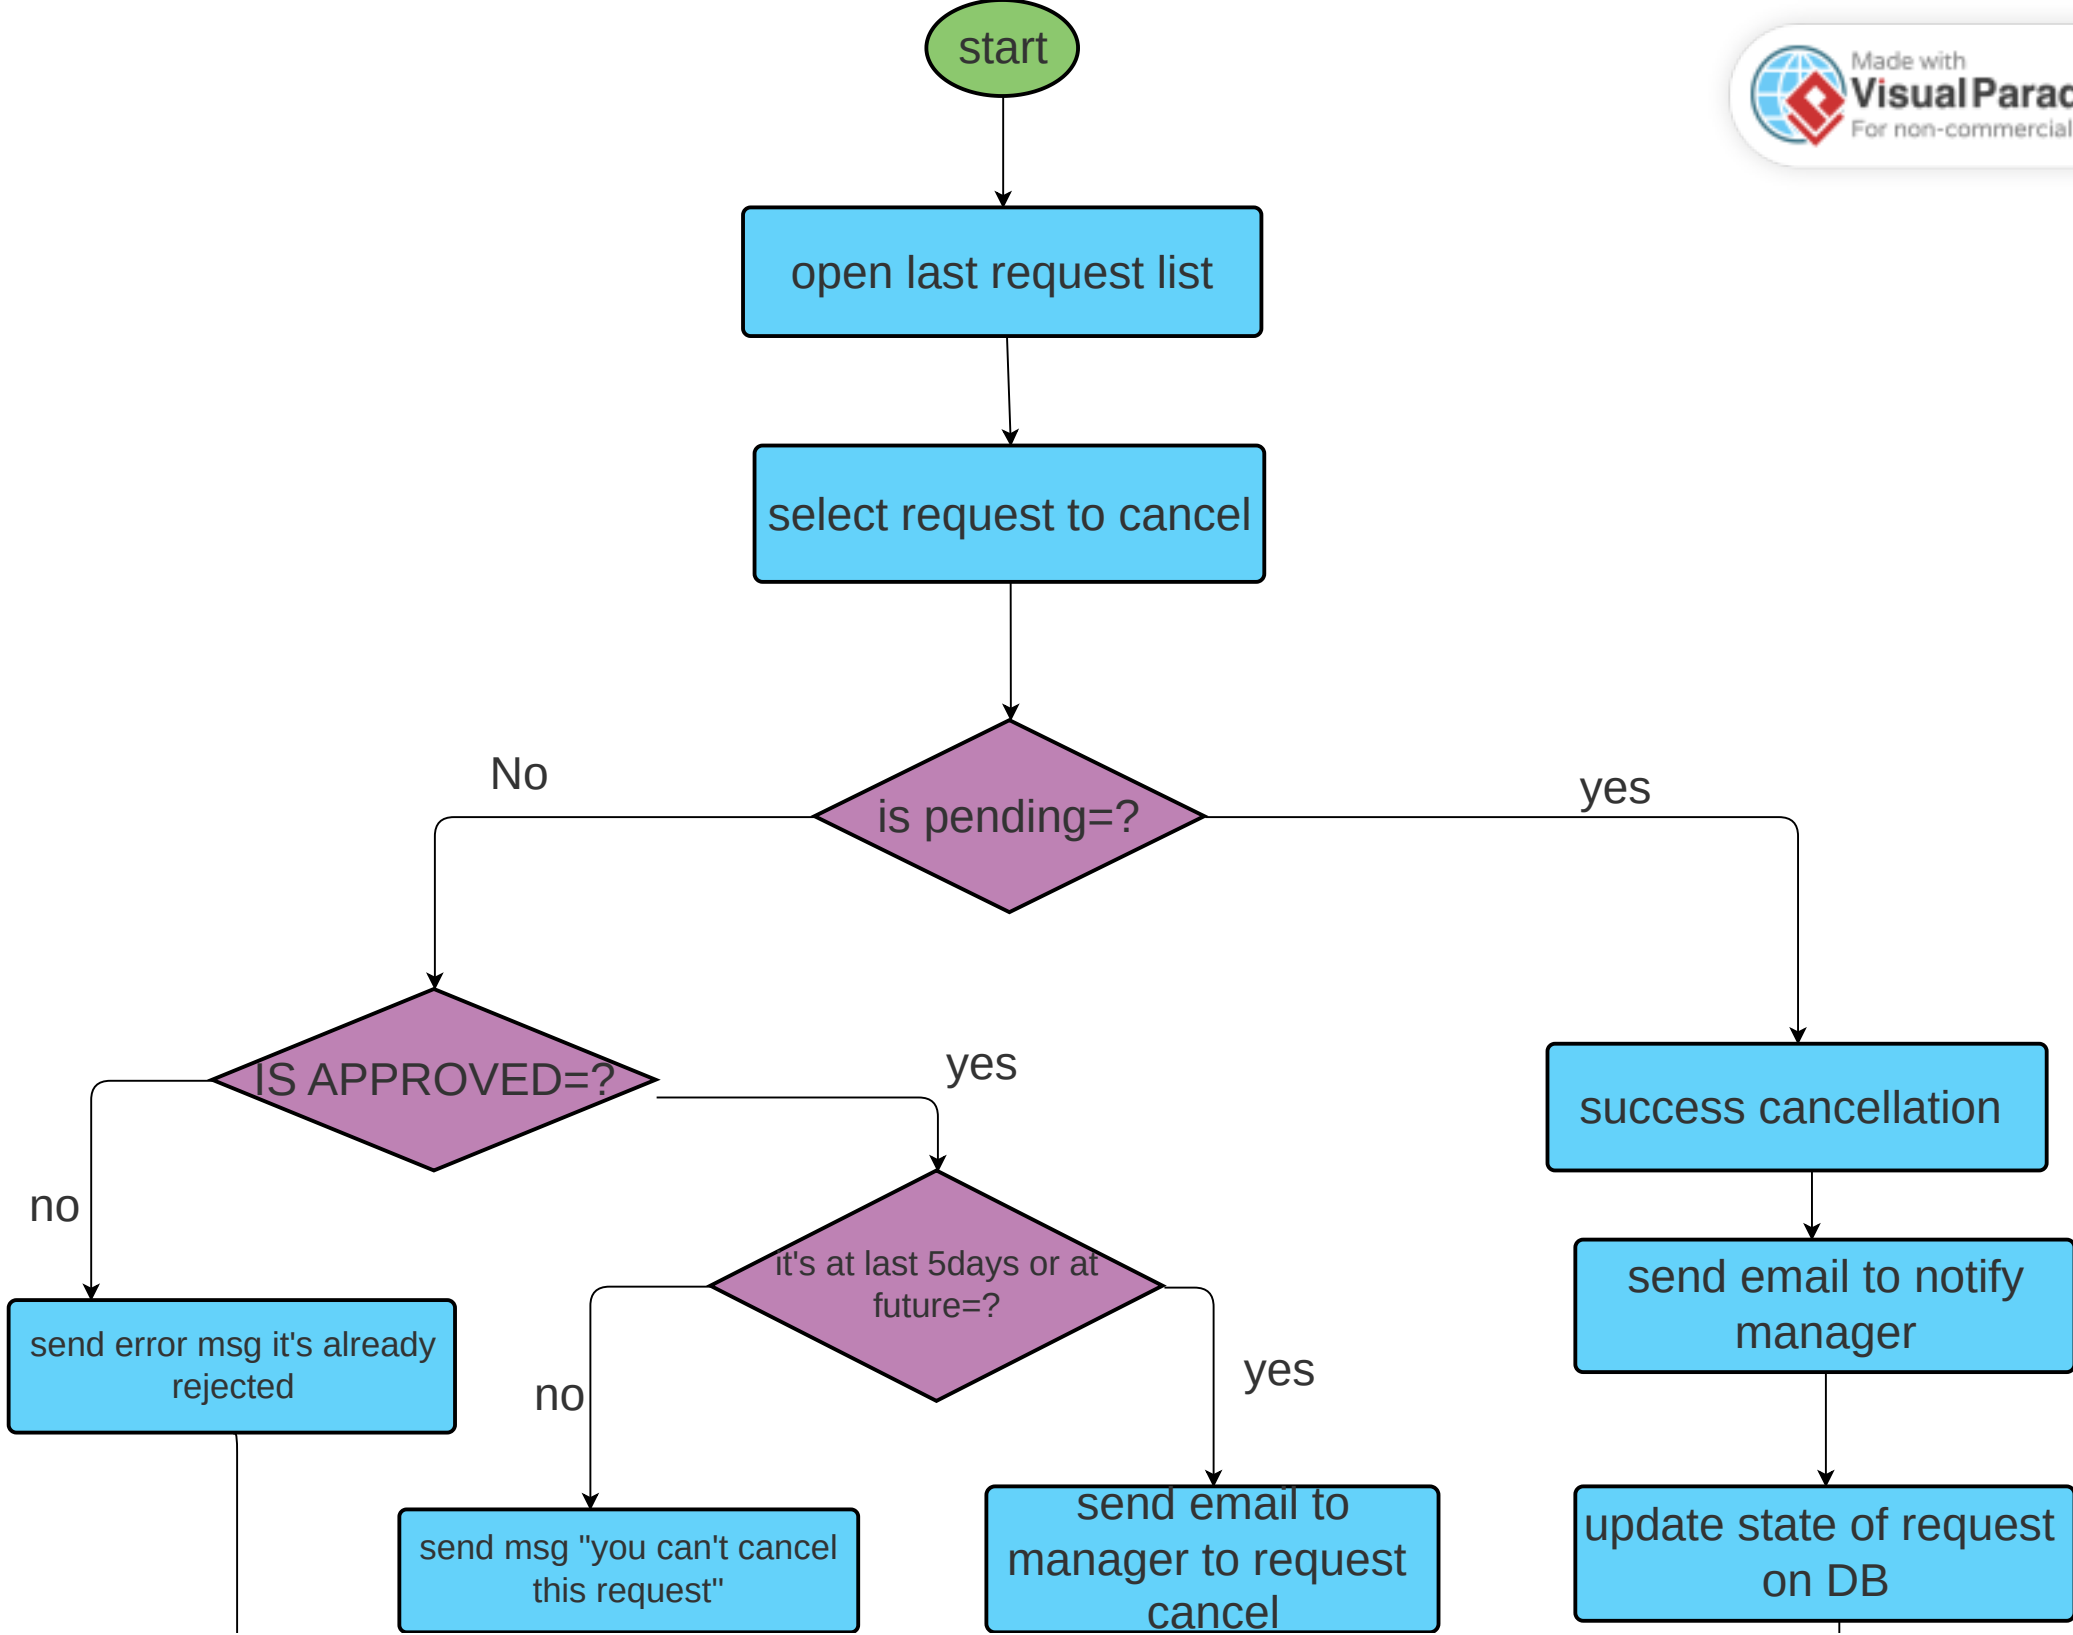 start
Made with
Visual Parad
For non-commercial
open last request list
select request to cancel
No
yes
is pending=?
IS APPROVED=?
yes
success cancellation
no
it's at last 5days or at
future=?
send email to notify
manager
send error msg it's already
rejected
no
yes
send email to
manager to request
cancel
send msg "you can't cancel
this request"
update state of request
on DB